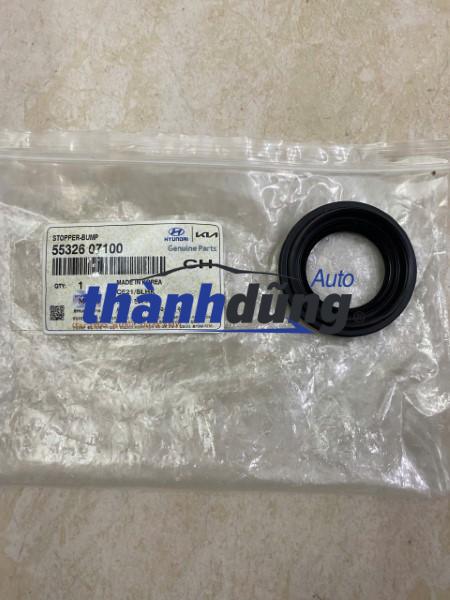 STOPPER-BUMP
55326 07100
HYUNDAI
KIA
Genuine Parts
CH
QTY. 1
MADE IN KOREA
Auto
thanhdũng
®